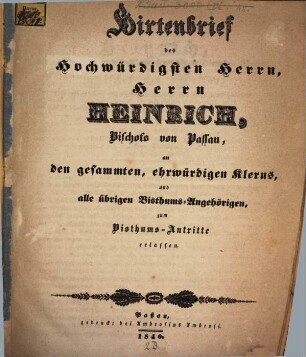 Hirtenbrief
des
Hochwürdigsten Herrn,
Herrn
HEINRICH,
Bischofs von Passau,
an
den gesammten, ehrwürdigen Klerus,
und
alle übrigen Bisthums-Angehörigen,
zum
Bisthums-Antritte
erlassen.
Passau,
gedruckt bei Ambrosius Ambrosi.
1840.